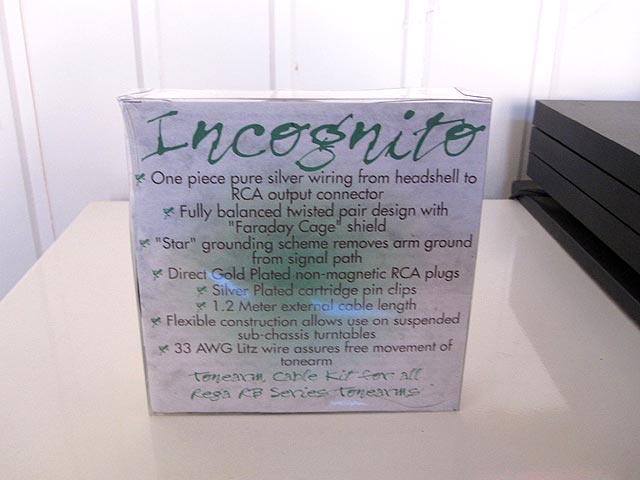 Incognito
One piece pure silver wiring from headshell to
RCA output connector
Fully balanced twisted pair design with
"Faraday Cage" shield
"Star" grounding scheme removes arm ground
from signal path
Direct Gold Plated non-magnetic RCA plugs
Silver Plated cartridge pin clips
1.2 Meter external cable length
Flexible construction allows use on suspended
sub-chassis turntables
33 AWG Litz wire assures free movement of
tonearm
Tonearm Cable Kit for all
Rega RB Series Tonearms